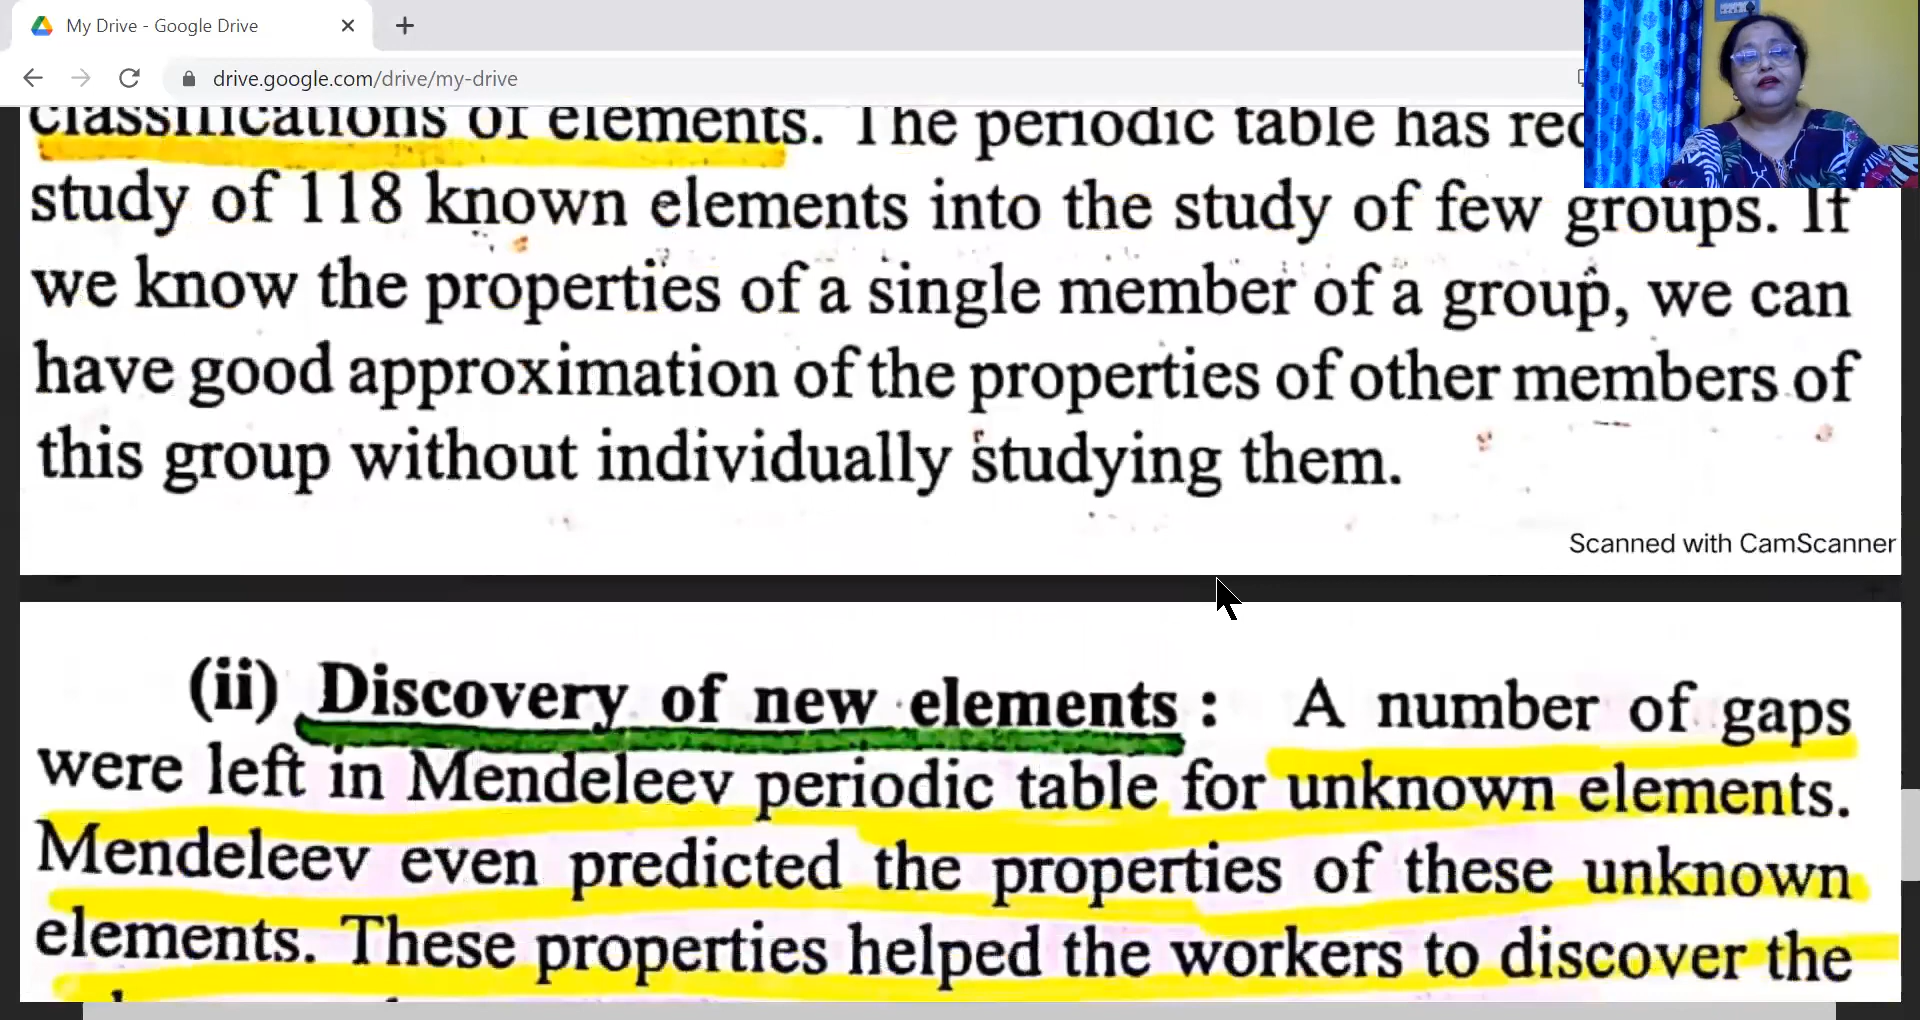 My Drive - Google Drive
drive.google.com/drive/my-drive
classifications of elements. The periodic table has
study of 118 known elements into the study of few groups. If
we know the properties of a single member of a group, we can
have good approximation of the properties of other members of
this group without individually studying them.
Scanned with CamScanner
(ii) Discovery of new elements : A number of gaps
were left in Mendeleev periodic table for unknown elements.
Mendeleev even predicted the properties of these unknown
elements. These properties helped the workers to discover the